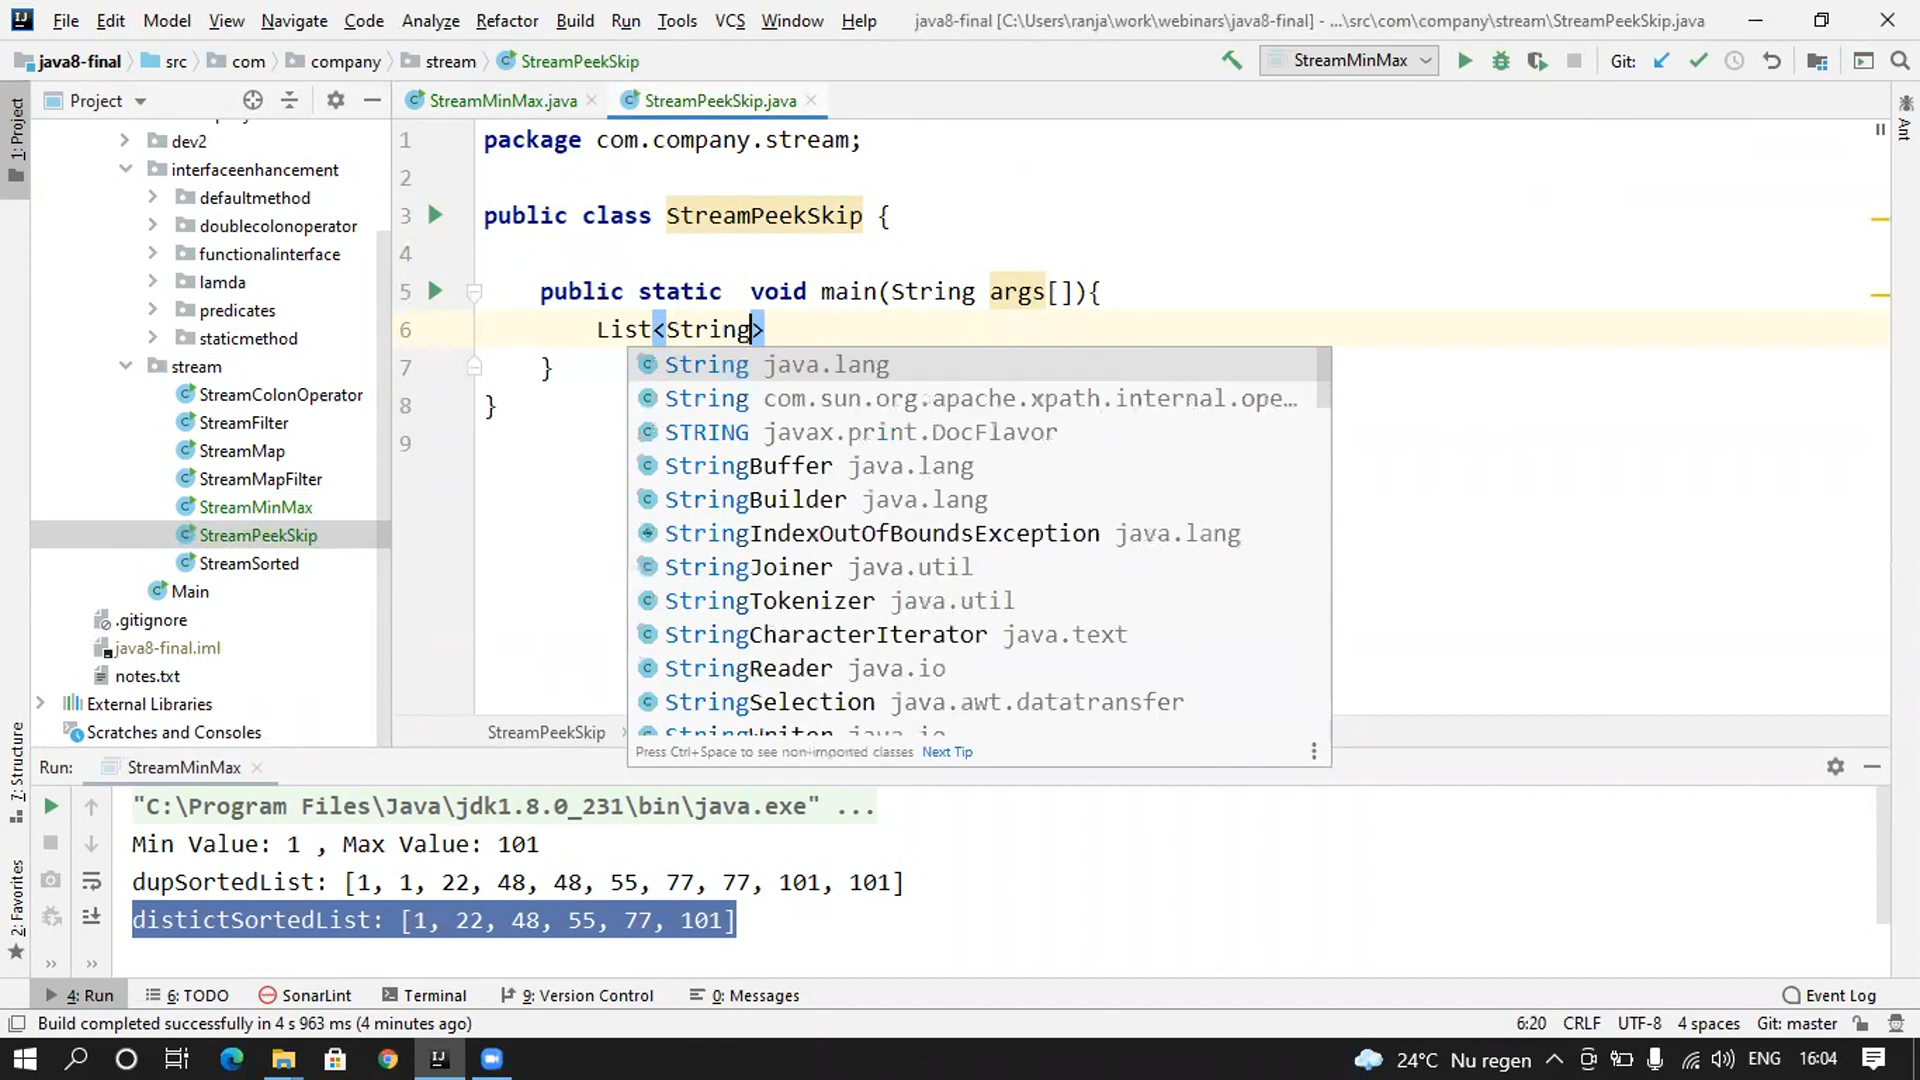 File Edit Model View Navigate Code Analyze Refactor Build Run Tools VCS Window Help java8-final [C:\Users\ranja\work\webinars\java8-final] - ...\src\com\company\stream\StreamPeekSkip.java
java8-final src com company stream StreamPeekSkip StreamMinMax Git:
Project StreamMinMax.java StreamPeekSkip.java
1: Project
Ant
dev2
interfaceenhancement
defaultmethod
doublecolonoperator
functionalinterface
lamda
predicates
staticmethod
stream
StreamColonOperator
StreamFilter
StreamMap
StreamMapFilter
StreamMinMax
StreamPeekSkip
StreamSorted
Main
.gitignore
java8-final.iml
notes.txt
External Libraries
Scratches and Consoles
7: Structure
2: Favorites
1 package com.company.stream;
2
3 public class StreamPeekSkip {
4
5 public static void main(String args[]){
6 List<String>
7 }
8 }
9
String java.lang
String com.sun.org.apache.xpath.internal.ope...
STRING javax.print.DocFlavor
StringBuffer java.lang
StringBuilder java.lang
StringIndexOutOfBoundsException java.lang
StringJoiner java.util
StringTokenizer java.util
StringCharacterIterator java.text
StringReader java.io
StringSelection java.awt.datatransfer
StringWriter java.io
Press Ctrl+Space to see non-imported classes Next Tip
StreamPeekSkip
Run: StreamMinMax
"C:\Program Files\Java\jdk1.8.0_231\bin\java.exe" ...
Min Value: 1 , Max Value: 101
dupSortedList: [1, 1, 22, 48, 48, 55, 77, 77, 101, 101]
distictSortedList: [1, 22, 48, 55, 77, 101]
4: Run 6: TODO SonarLint Terminal 9: Version Control 0: Messages Event Log
Build completed successfully in 4 s 963 ms (4 minutes ago) 6:20 CRLF UTF-8 4 spaces Git: master
24°C Nu regen ENG 16:04